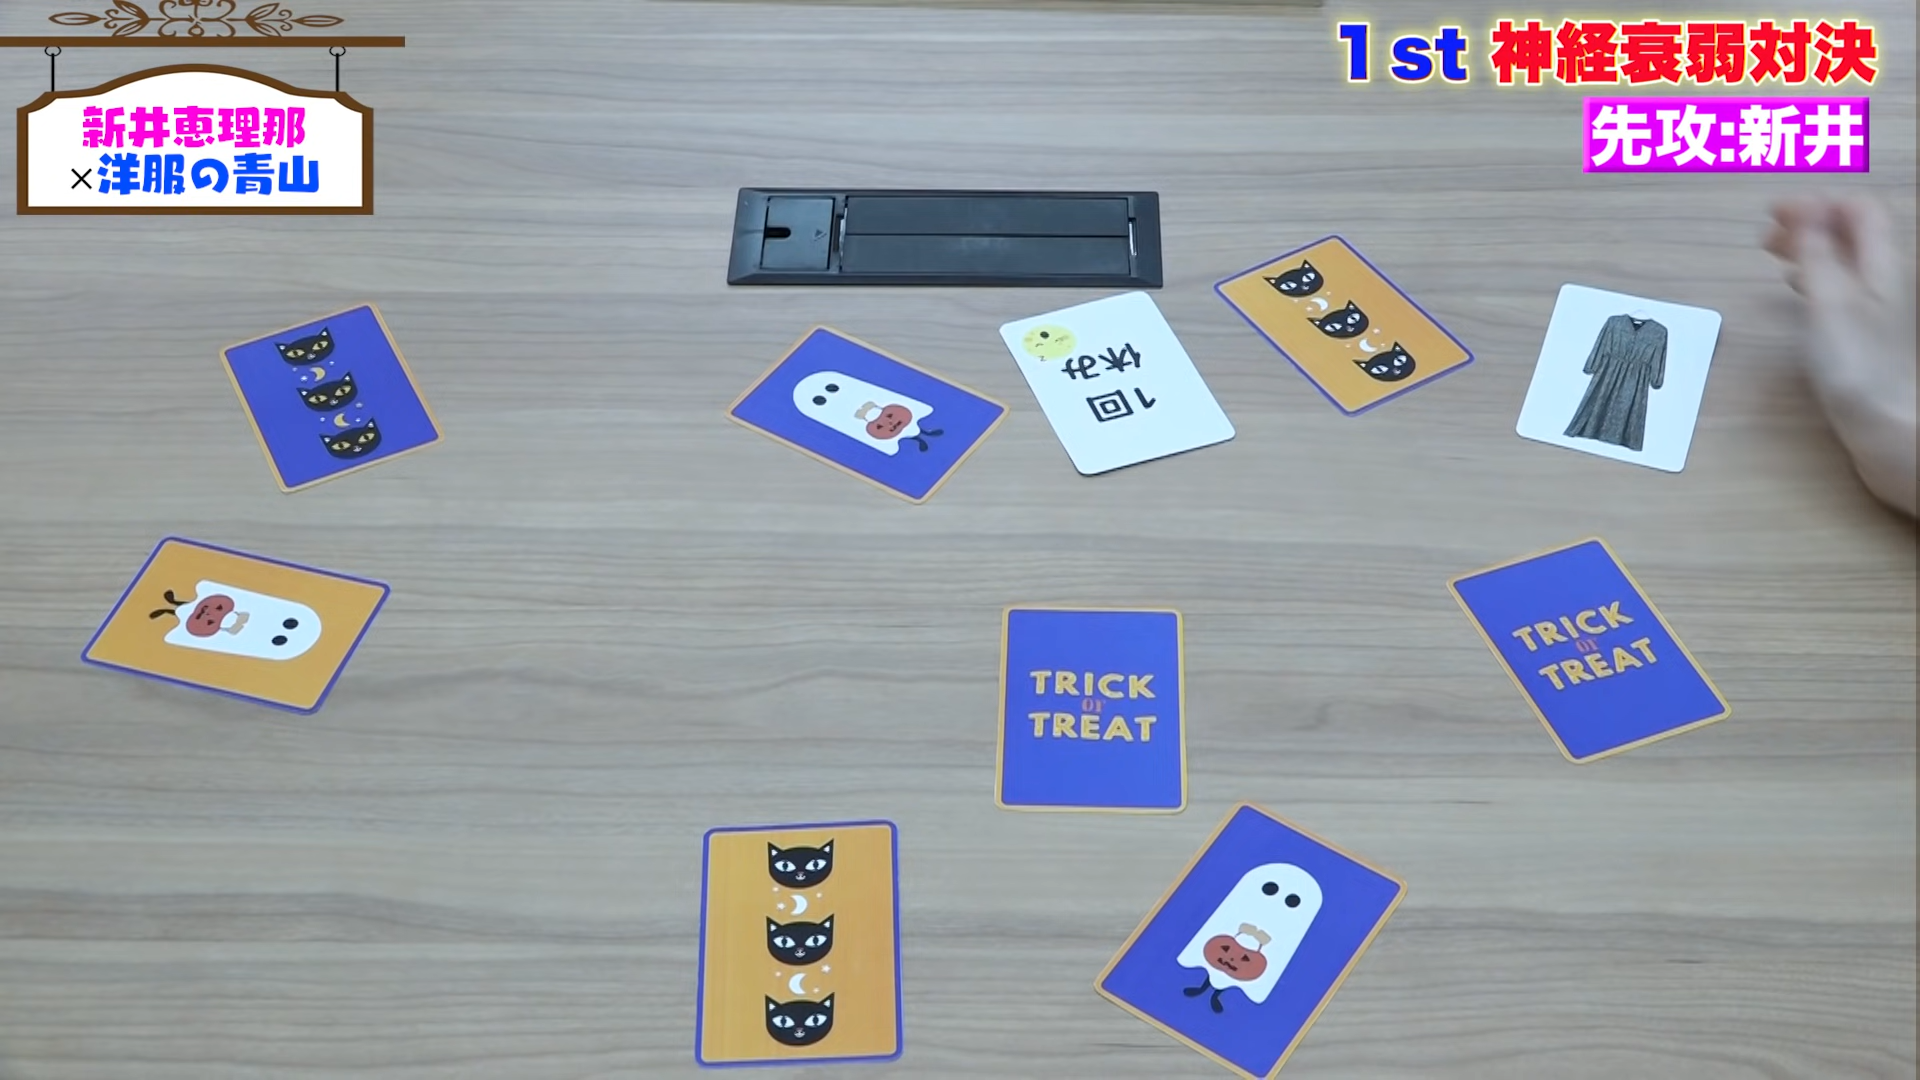 新井恵理那
×洋服の青山
1st 神経衰弱対決
先攻:新井
1回
休み
TRICK
or
TREAT
TRICK
or
TREAT